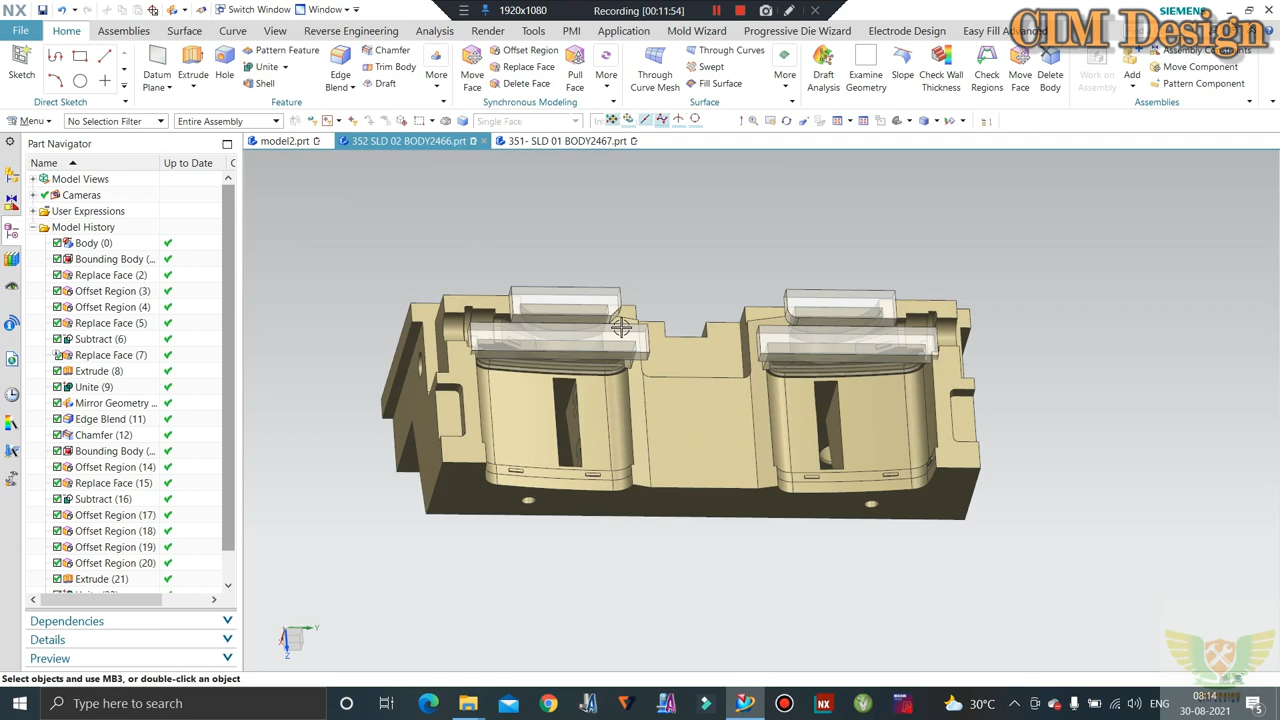 NX
Switch Window
Window
1920x1080
Recording [00:11:54]
SIEMENS
CIM Design
File
Home
Assemblies
Surface
Curve
View
Reverse Engineering
Analysis
Render
Tools
PMI
Application
Mold Wizard
Progressive Die Wizard
Electrode Design
Easy Fill Advanced
Sketch
Direct Sketch
Datum Plane
Extrude
Hole
Pattern Feature
Unite
Shell
Edge Blend
Chamfer
Trim Body
Draft
More
Feature
Move Face
Offset Region
Replace Face
Delete Face
Pull Face
More
Synchronous Modeling
Through Curve Mesh
Through Curves
Swept
Fill Surface
More
Surface
Draft Analysis
Examine Geometry
Slope
Check Wall Thickness
Check Regions
Move Face
Delete Body
Work on Assembly
Add
Assembly Constraints
Move Component
Pattern Component
Assemblies
Menu
No Selection Filter
Entire Assembly
Single Face
Part Navigator
model2.prt
352 SLD 02 BODY2466.prt
351- SLD 01 BODY2467.prt
Name
Up to Date
C
Model Views
Cameras
User Expressions
Model History
Body (0)
Bounding Body (...
Replace Face (2)
Offset Region (3)
Offset Region (4)
Replace Face (5)
Subtract (6)
Replace Face (7)
Extrude (8)
Unite (9)
Mirror Geometry ...
Edge Blend (11)
Chamfer (12)
Bounding Body (...
Offset Region (14)
Replace Face (15)
Subtract (16)
Offset Region (17)
Offset Region (18)
Offset Region (19)
Offset Region (20)
Extrude (21)
Dependencies
Details
Preview
Y
Z
Select objects and use MB3, or double-click an object
Type here to search
NX
30°C
ENG
08:14
30-08-2021
5